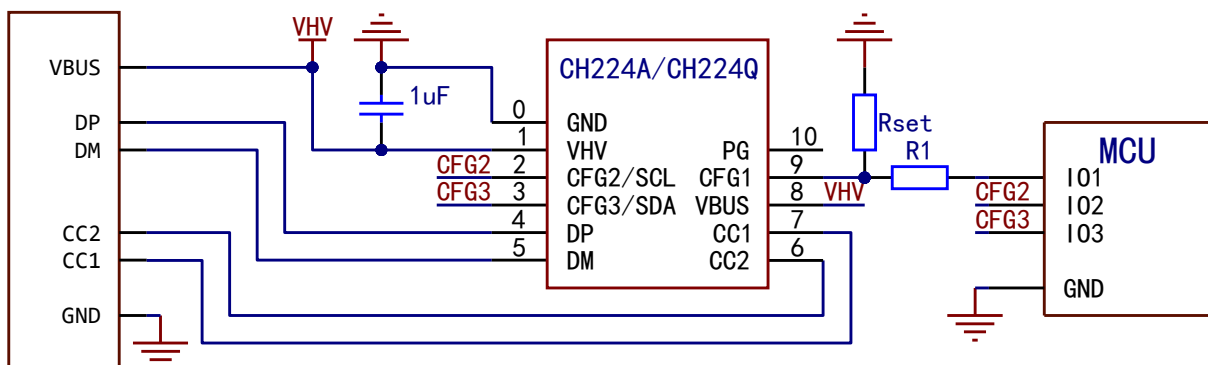 VBUS
DP
DM
CC2
CC1
GND
VHV
1uF
CH224A/CH224Q
0 GND
1 VHV
CFG2 2 CFG2/SCL
CFG3 3 CFG3/SDA
4 DP
5 DM
PG 10
CFG1 9
VBUS 8 VHV
CC1 7
CC2 6
Rset
R1
MCU
IO1
CFG2 IO2
CFG3 IO3
GND